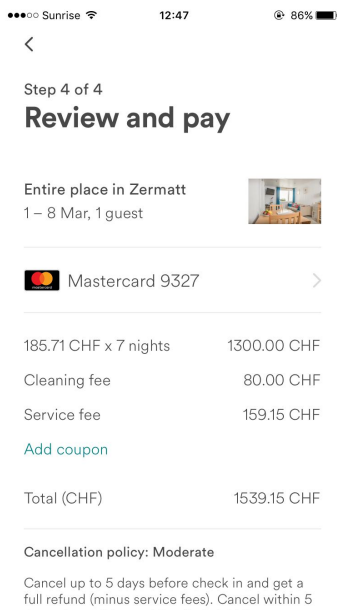 Sunrise 12:47 86%
Step 4 of 4
Review and pay
Entire place in Zermatt
1 – 8 Mar, 1 guest
mastercard
Mastercard 9327
185.71 CHF x 7 nights 1300.00 CHF
Cleaning fee 80.00 CHF
Service fee 159.15 CHF
Add coupon
Total (CHF) 1539.15 CHF
Cancellation policy: Moderate
Cancel up to 5 days before check in and get a
full refund (minus service fees). Cancel within 5